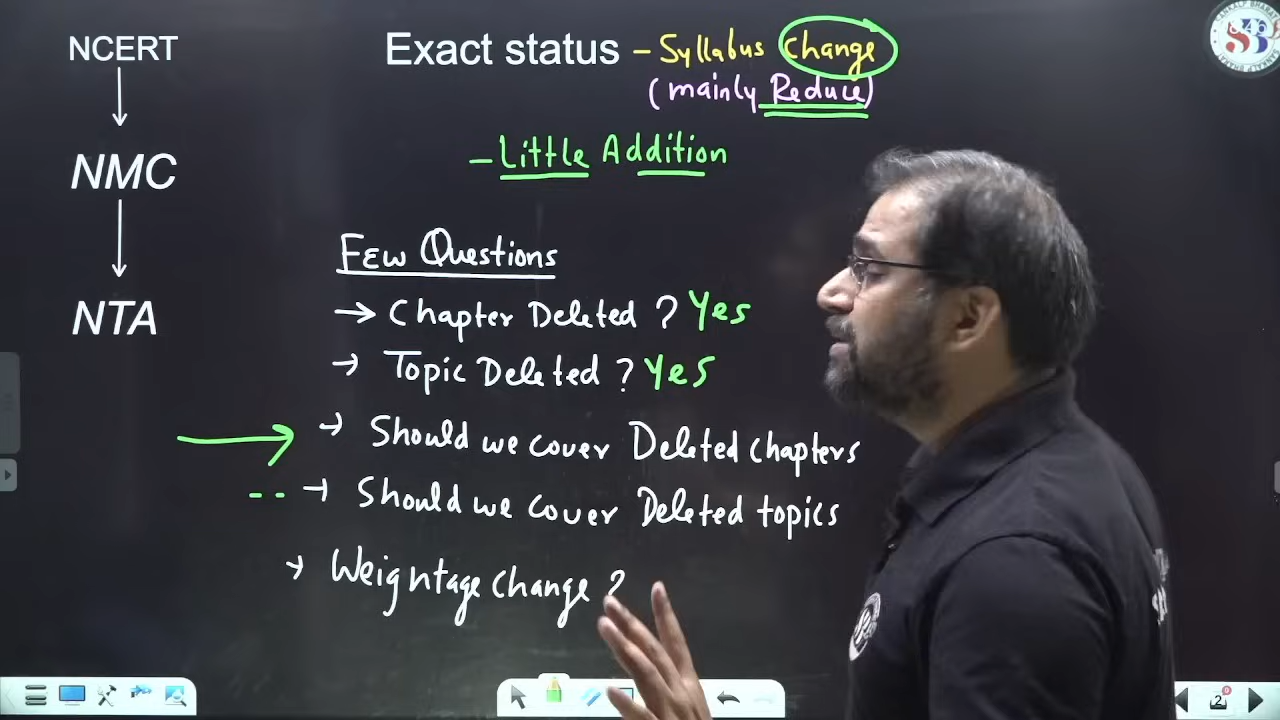 NCERT
NMC
NTA
Exact status - Syllabus Change
(mainly Reduce)
- Little Addition
FEW Questions
→ Chapter Deleted ? Yes
→ Topic Deleted ? Yes
→ Should we cover Deleted chapters
→ Should we cover Deleted topics
→ Weightage Change ?
2